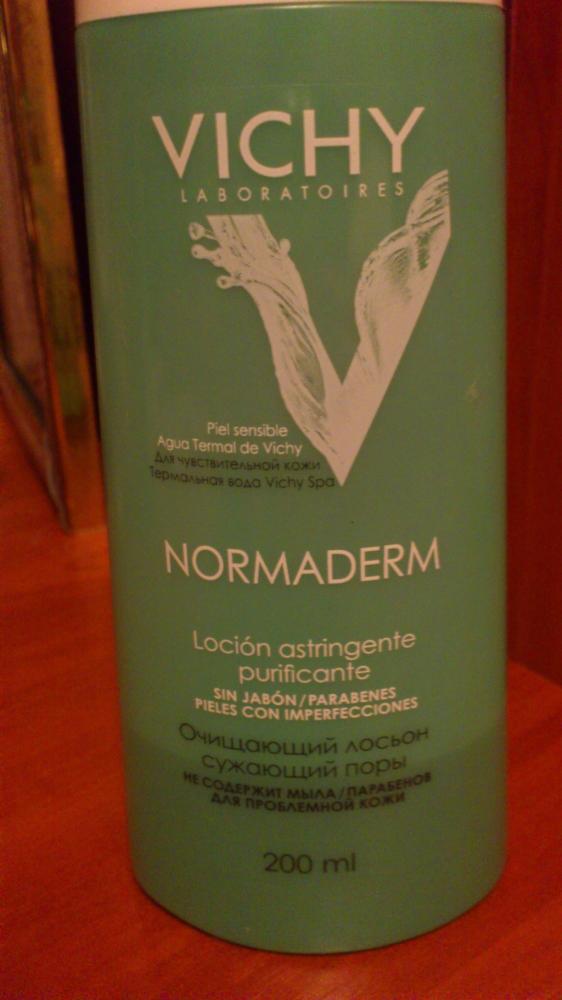 VICHY
LABORATOIRES
Piel sensible
Agua Termal de Vichy
Для чувствительной кожи
Термальная вода Vichy Spa
NORMADERM
Loción astringente
purificante
SIN JABÓN/PARABENES
PIELES CON IMPERFECCIONES
Очищающий лосьон
сужающий поры
НЕ СОДЕРЖИТ МЫЛА/ПАРАБЕНОВ
ДЛЯ ПРОБЛЕМНОЙ КОЖИ
200 ml